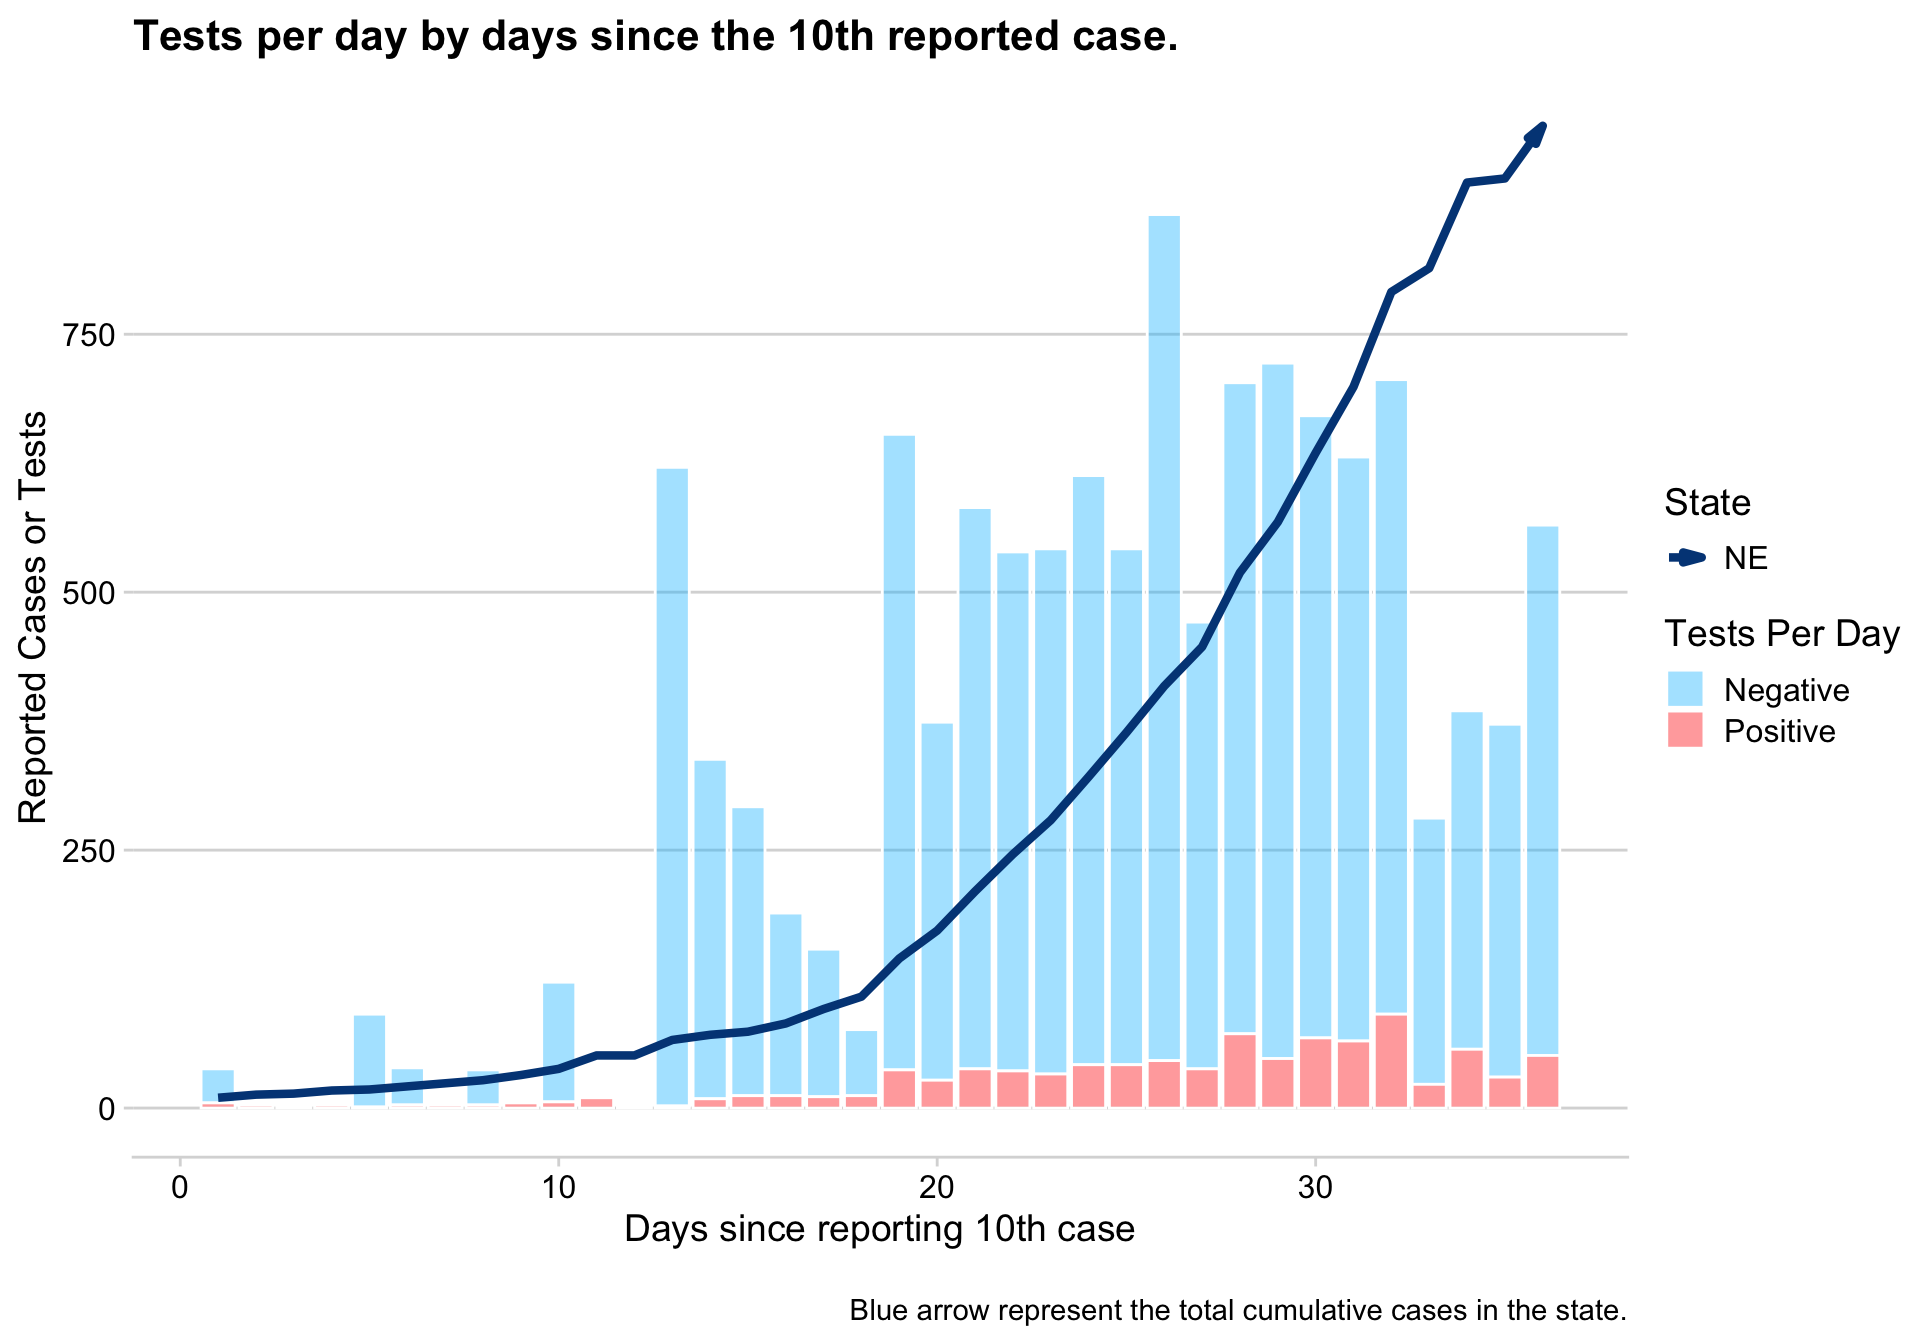 Tests per day by days since the 10th reported case.
Reported Cases or Tests
750
500
250
0
0
10
20
30
Days since reporting 10th case
State
NE
Tests Per Day
Negative
Positive
Blue arrow represent the total cumulative cases in the state.